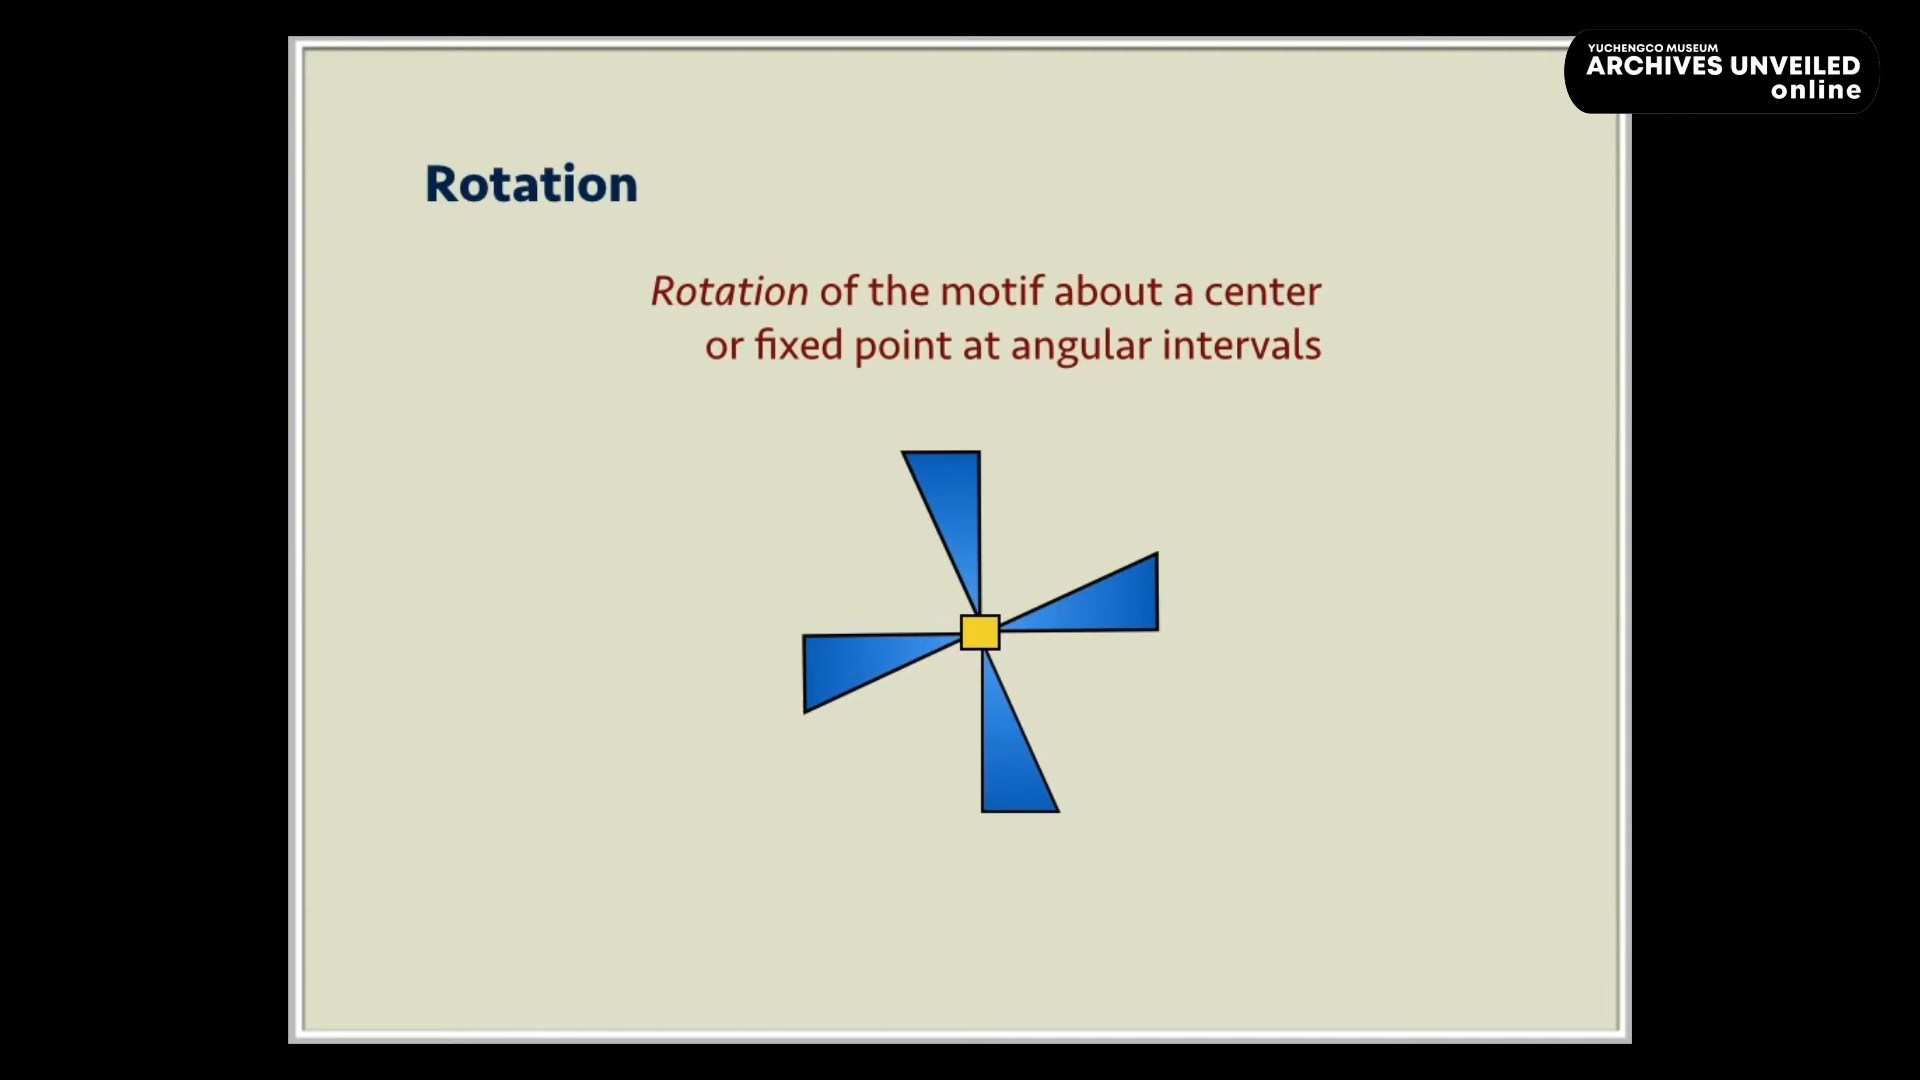 YUCHENGCO MUSEUM
ARCHIVES UNVEILED
online
Rotation
Rotation of the motif about a center
or fixed point at angular intervals